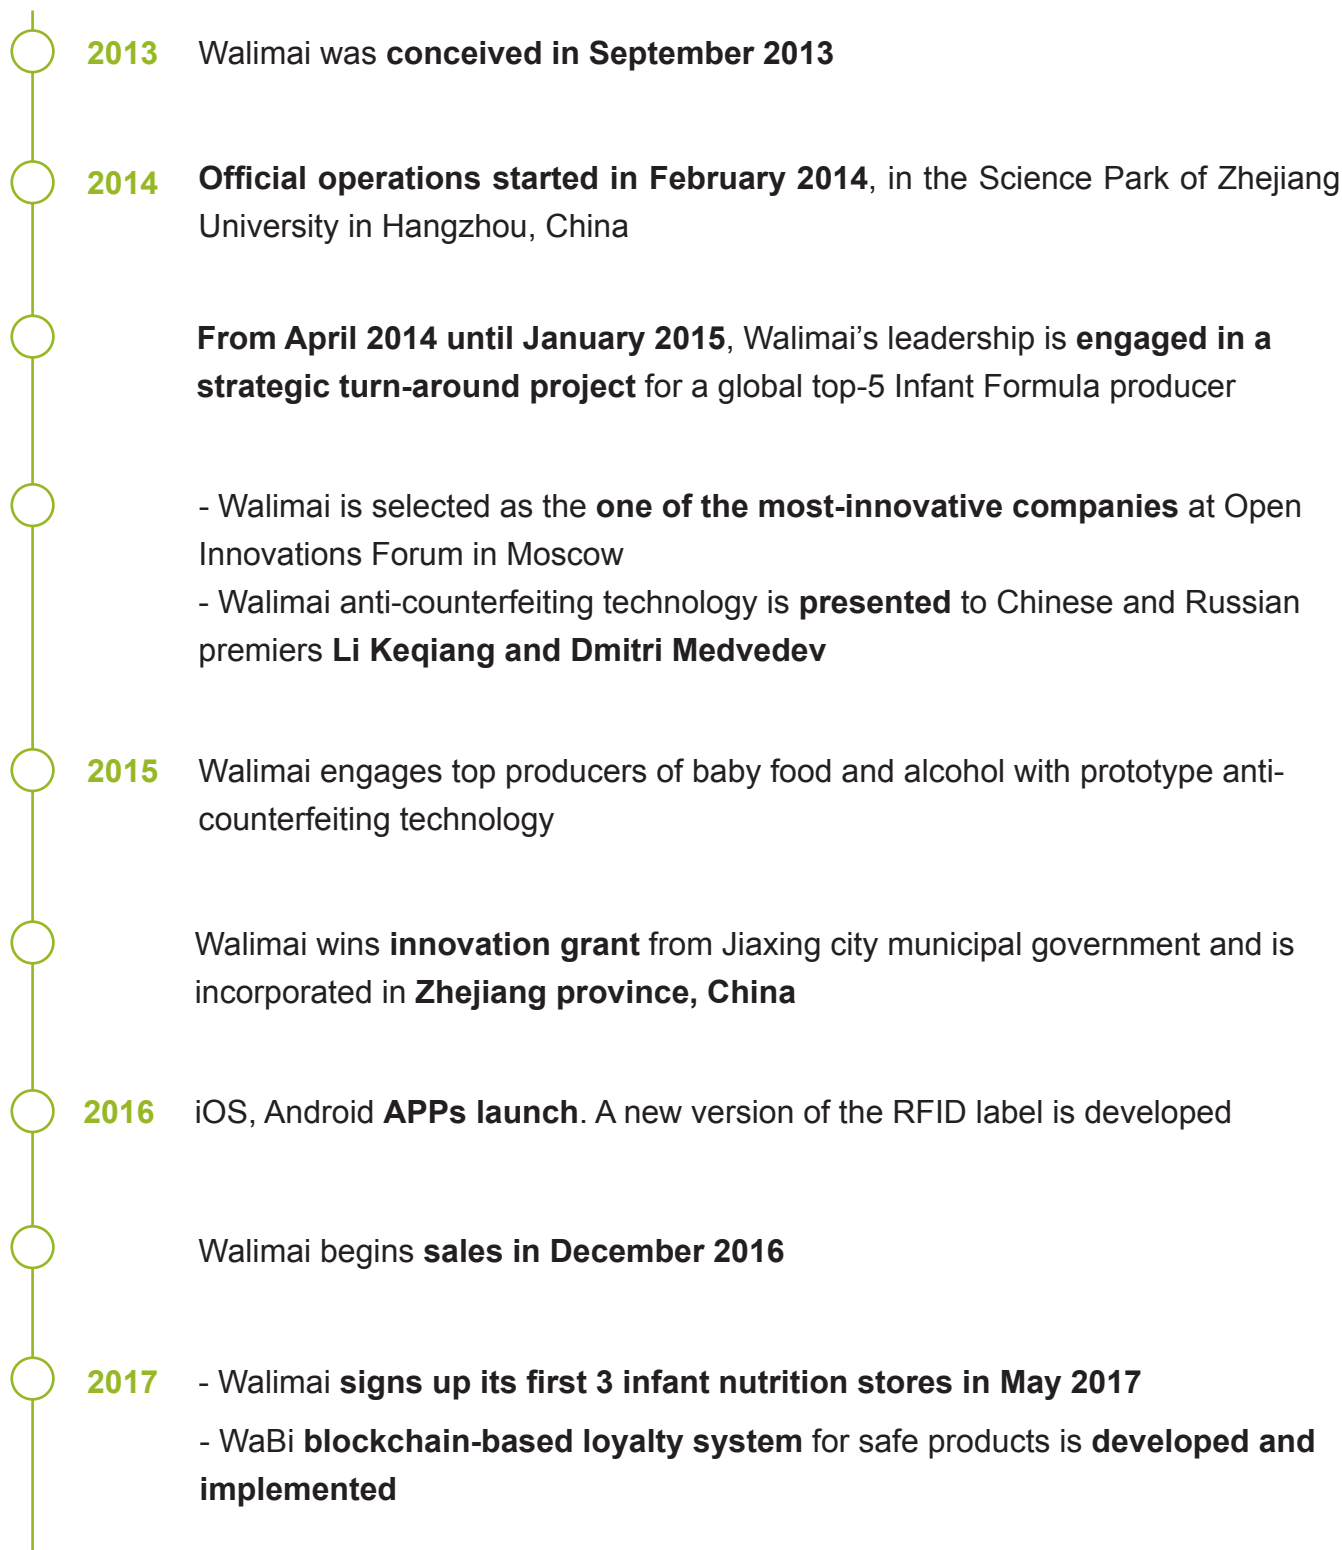 2013 Walimai was conceived in September 2013
2014 Official operations started in February 2014, in the Science Park of Zhejiang
University in Hangzhou, China
From April 2014 until January 2015, Walimai’s leadership is engaged in a
strategic turn-around project for a global top-5 Infant Formula producer
- Walimai is selected as the one of the most-innovative companies at Open
Innovations Forum in Moscow
- Walimai anti-counterfeiting technology is presented to Chinese and Russian
premiers Li Keqiang and Dmitri Medvedev
2015 Walimai engages top producers of baby food and alcohol with prototype anti-
counterfeiting technology
Walimai wins innovation grant from Jiaxing city municipal government and is
incorporated in Zhejiang province, China
2016 iOS, Android APPs launch. A new version of the RFID label is developed
Walimai begins sales in December 2016
2017 - Walimai signs up its first 3 infant nutrition stores in May 2017
- WaBi blockchain-based loyalty system for safe products is developed and
implemented